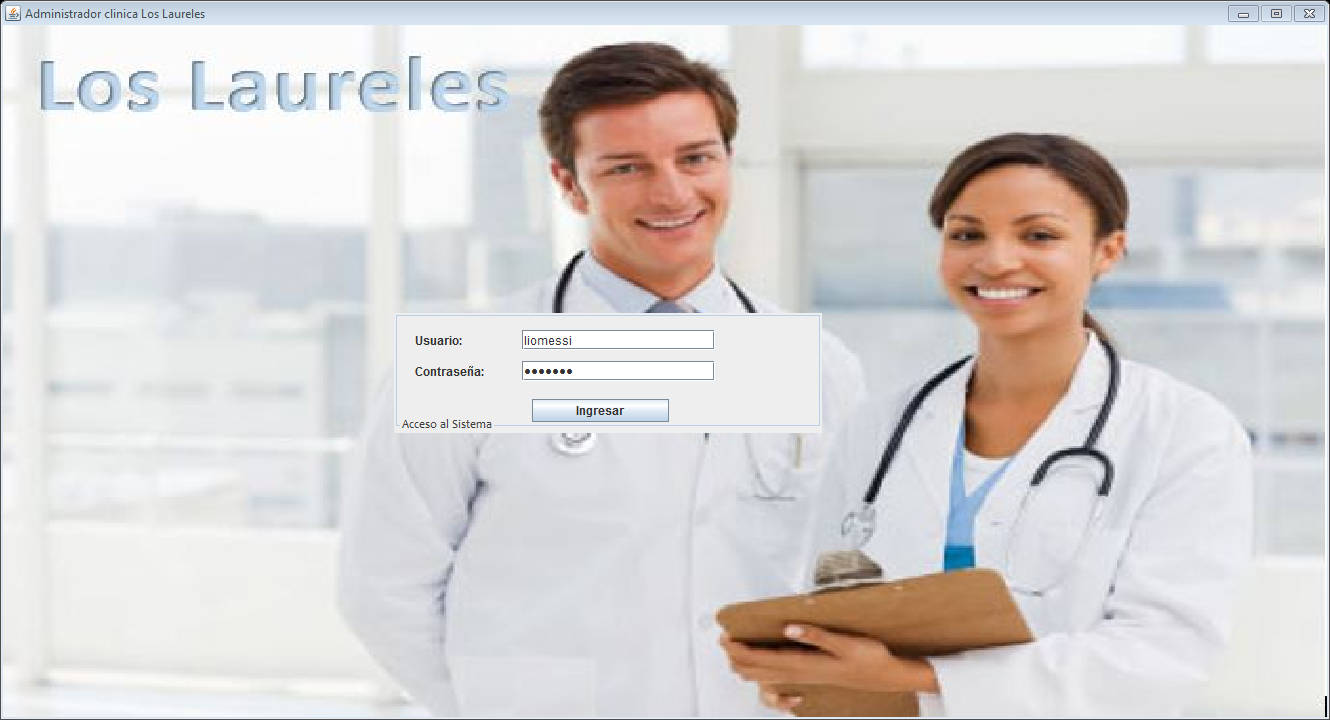 Administrador clinica Los Laureles
Los Laureles
Usuario: liomessi
Contraseña: •••••••
Ingresar
Acceso al Sistema